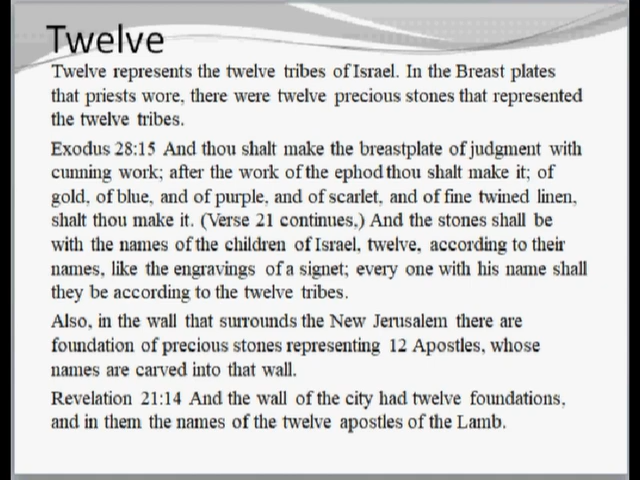 Twelve
Twelve represents the twelve tribes of Israel. In the Breast plates
that priests wore, there were twelve precious stones that represented
the twelve tribes.
Exodus 28:15 And thou shalt make the breastplate of judgment with
cunning work; after the work of the ephod thou shalt make it; of
gold, of blue, and of purple, and of scarlet, and of fine twined linen,
shalt thou make it. (Verse 21 continues,) And the stones shall be
with the names of the children of Israel, twelve, according to their
names, like the engravings of a signet; every one with his name shall
they be according to the twelve tribes.
Also, in the wall that surrounds the New Jerusalem there are
foundation of precious stones representing 12 Apostles, whose
names are carved into that wall.
Revelation 21:14 And the wall of the city had twelve foundations,
and in them the names of the twelve apostles of the Lamb.